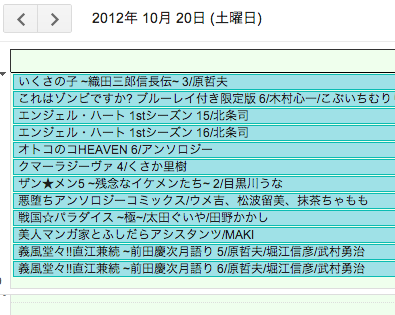 2012年 10月 20日 (土曜日)
いくさの子 ~織田三郎信長伝~ 3/原哲夫
これはゾンビですか? ブルーレイ付き限定版 6/木村心一/こぶいちむりり
エンジェル・ハート 1stシーズン 15/北条司
エンジェル・ハート 1stシーズン 16/北条司
オトコのコHEAVEN 6/アンソロジー
クマーラジーヴァ 4/くさか里樹
ザン★メン5 ~残念なイケメンたち~ 2/目黒川うな
悪堕ちアンソロジーコミックス/ウメ吉、松波留美、抹茶ちゃもも
戦国☆パラダイス ~極~/太田ぐいや/田野かかし
美人マンガ家とふしだらアシスタンツ/MAKI
義風堂々!!直江兼続 ~前田慶次月語り 5/原哲夫/堀江信彦/武村勇治
義風堂々!!直江兼続 ~前田慶次月語り 6/原哲夫/堀江信彦/武村勇治